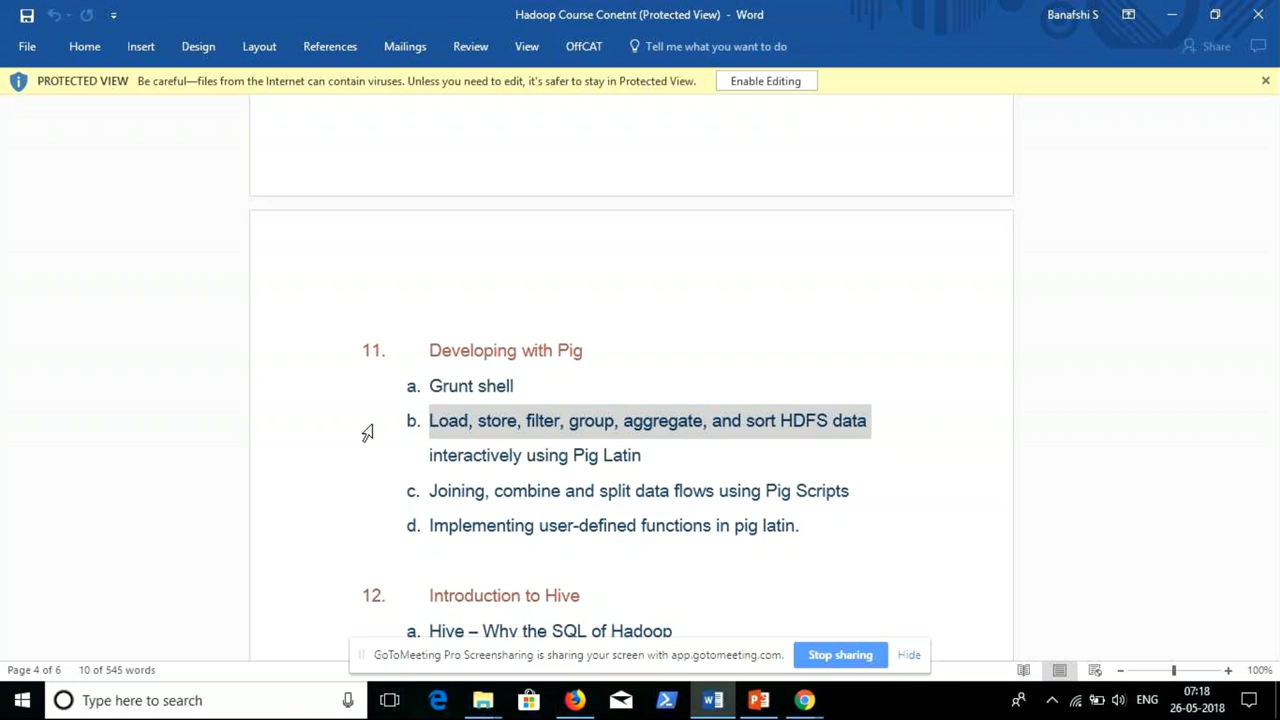 Hadoop Course Conetnt (Protected View) - Word
Banafshi S
File Home Insert Design Layout References Mailings Review View OffCAT Tell me what you want to do Share
PROTECTED VIEW Be careful—files from the Internet can contain viruses. Unless you need to edit, it's safer to stay in Protected View. Enable Editing
11. Developing with Pig
a. Grunt shell
b. Load, store, filter, group, aggregate, and sort HDFS data
interactively using Pig Latin
c. Joining, combine and split data flows using Pig Scripts
d. Implementing user-defined functions in pig latin.
12. Introduction to Hive
a. Hive – Why the SQL of Hadoop
GoToMeeting Pro Screensharing is sharing your screen with app.gotomeeting.com. Stop sharing Hide
Page 4 of 6 10 of 545 words 100%
Type here to search
ENG
07:18
26-05-2018